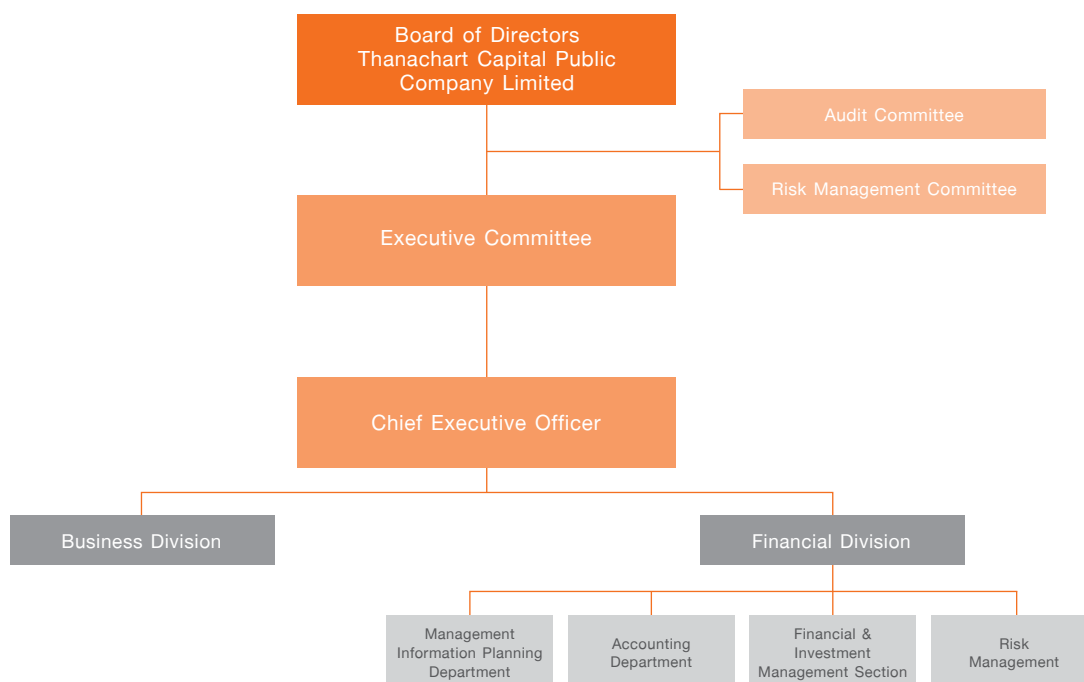 Board of Directors
Thanachart Capital Public
Company Limited
Audit Committee
Risk Management Committee
Executive Committee
Chief Executive Officer
Business Division
Financial Division
Management
Information Planning
Department
Accounting
Department
Financial &
Investment
Management Section
Risk
Management